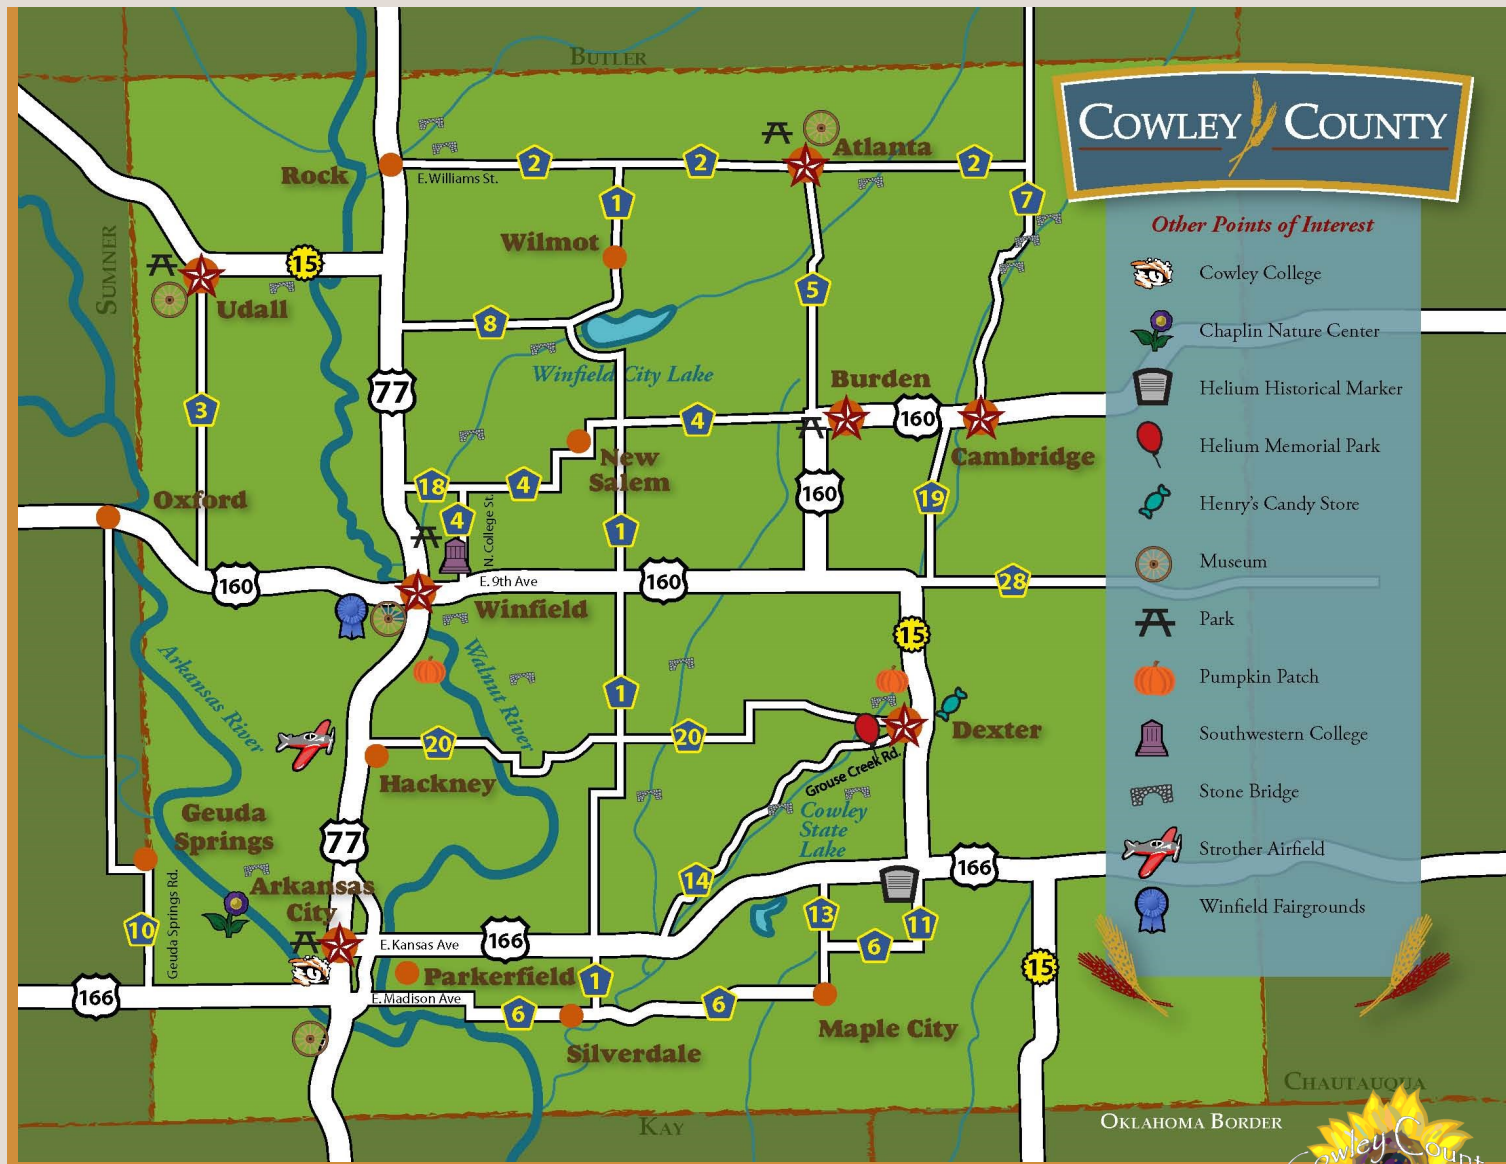 BUTLER
COWLEY COUNTY
Atlanta
Rock
2
2
2
E. Williams St.
1
7
Other Points of Interest
Wilmot
SUMNER
15
Cowley College
Udall
5
8
Chaplin Nature Center
Winfield City Lake
Burden
77
Helium Historical Marker
3
4
160
Cambridge
Helium Memorial Park
New
Salem
18
4
160
19
Henry's Candy Store
Oxford
4
N. College St.
1
Museum
160
E. 9th Ave
160
28
Winfield
Park
15
Arkansas River
Walnut River
Pumpkin Patch
1
20
20
Dexter
Southwestern College
Hackney
Grouse Creek Rd.
Stone Bridge
Geuda
Springs
Cowley
State
Lake
77
Strother Airfield
166
14
Arkansas
City
Geuda Springs Rd.
10
13
11
Winfield Fairgrounds
E. Kansas Ave
166
6
15
Parkerfield
1
166
E. Madison Ave
6
6
Maple City
Silverdale
CHAUTAUQUA
KAY
OKLAHOMA BORDER
Cowley County